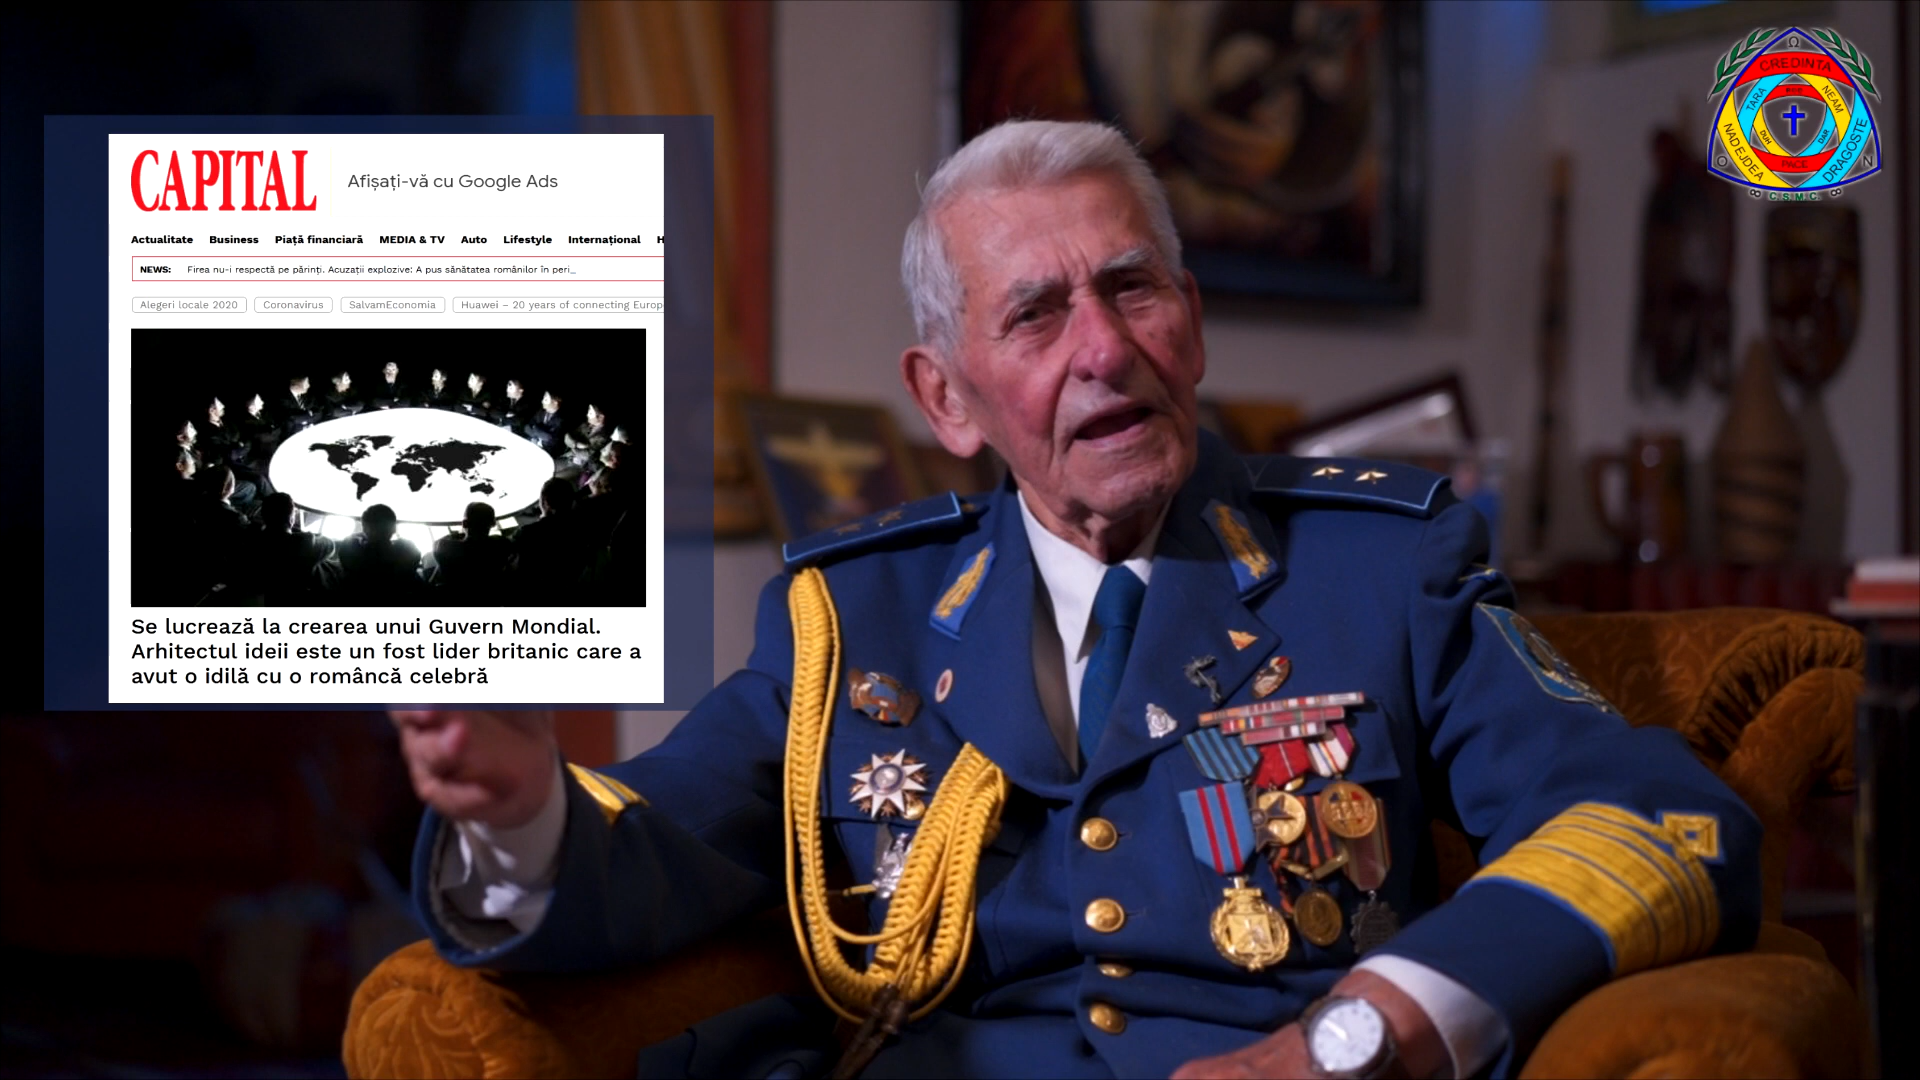 CAPITAL
Afișați-vă cu Google Ads
Actualitate Business Piață financiară MEDIA & TV Auto Lifestyle Internațional H
NEWS: Firea nu-i respectă pe părinți. Acuzații explozive: A pus sănătatea românilor în peri_
Alegeri locale 2020 Coronavirus SalvamEconomia Huawei – 20 years of connecting Europ
Se lucrează la crearea unui Guvern Mondial.
Arhitectul ideii este un fost lider britanic care a
avut o idilă cu o româncă celebră
Ω
CREDINTA
TARA
NEAM
DUH
DAR
PACE
NADEJDEA
DRAGOSTE
O
N
C.S.M.C.